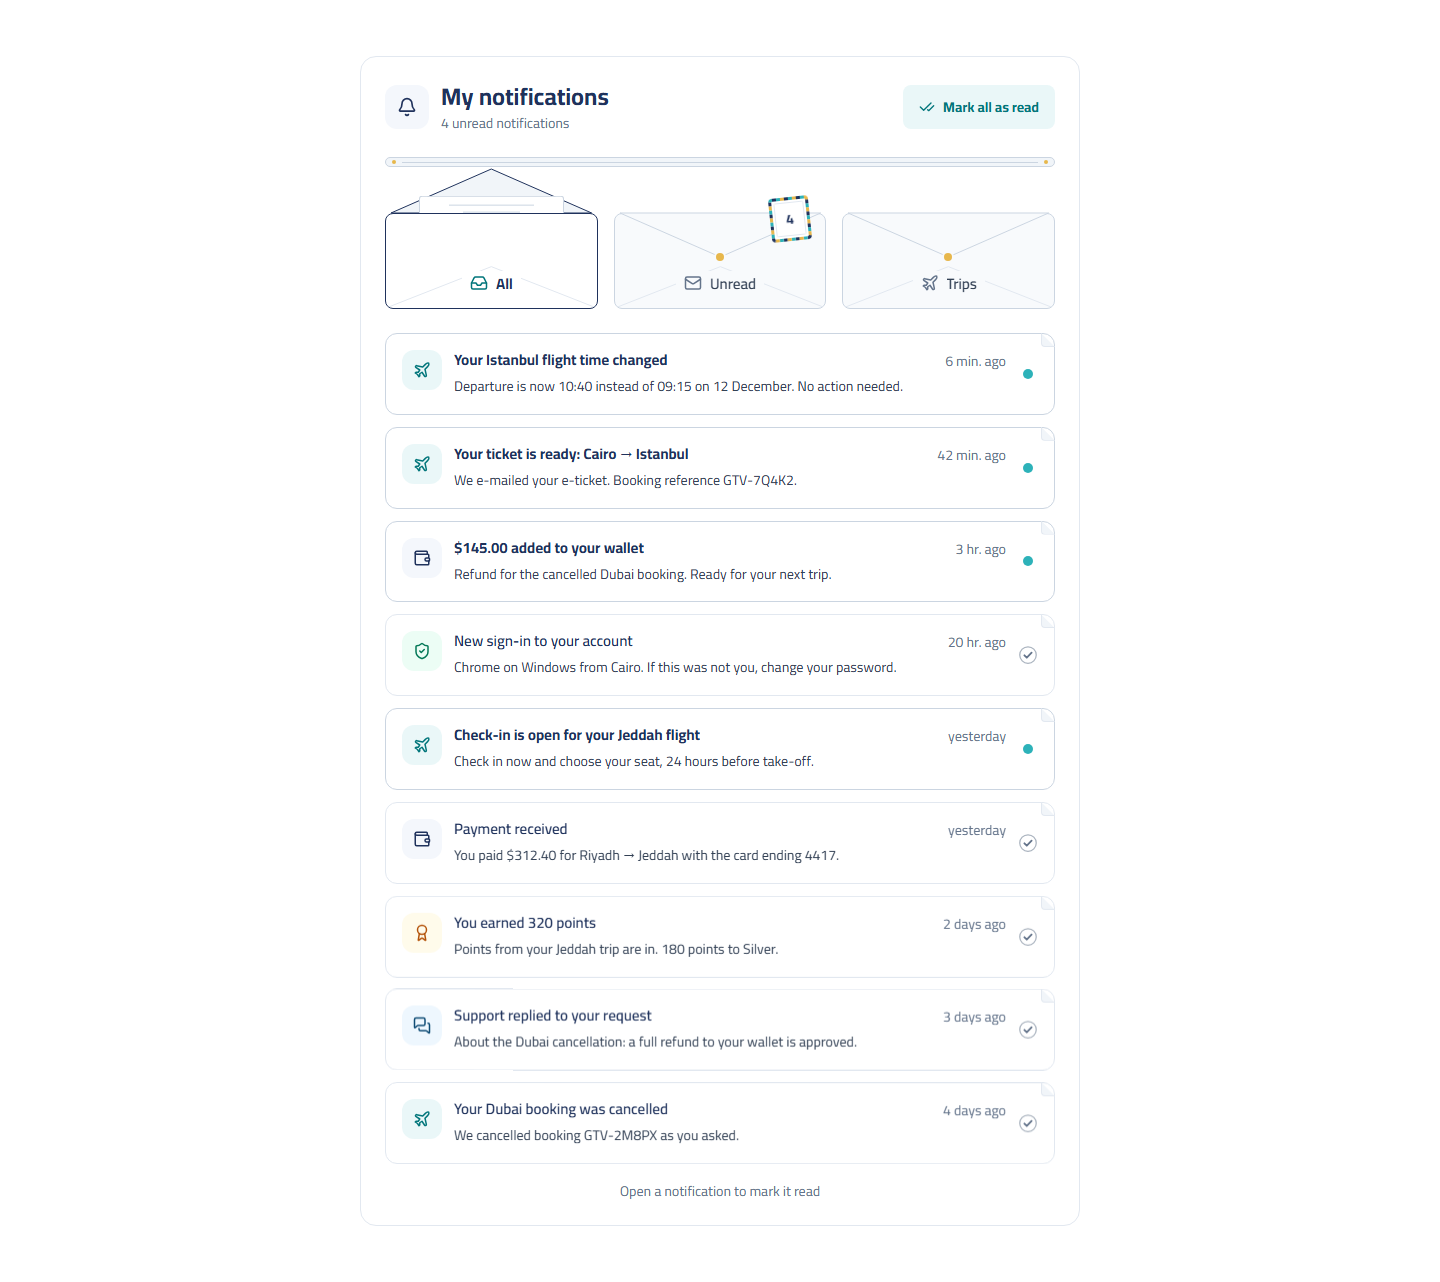 My notifications
4 unread notifications
Mark all as read
4
All
Unread
Trips
Your Istanbul flight time changed
6 min. ago
Departure is now 10:40 instead of 09:15 on 12 December. No action needed.
Your ticket is ready: Cairo → Istanbul
42 min. ago
We e-mailed your e-ticket. Booking reference GTV-7Q4K2.
$145.00 added to your wallet
3 hr. ago
Refund for the cancelled Dubai booking. Ready for your next trip.
New sign-in to your account
20 hr. ago
Chrome on Windows from Cairo. If this was not you, change your password.
Check-in is open for your Jeddah flight
yesterday
Check in now and choose your seat, 24 hours before take-off.
Payment received
yesterday
You paid $312.40 for Riyadh → Jeddah with the card ending 4417.
You earned 320 points
2 days ago
Points from your Jeddah trip are in. 180 points to Silver.
Support replied to your request
3 days ago
About the Dubai cancellation: a full refund to your wallet is approved.
Your Dubai booking was cancelled
4 days ago
We cancelled booking GTV-2M8PX as you asked.
Open a notification to mark it read